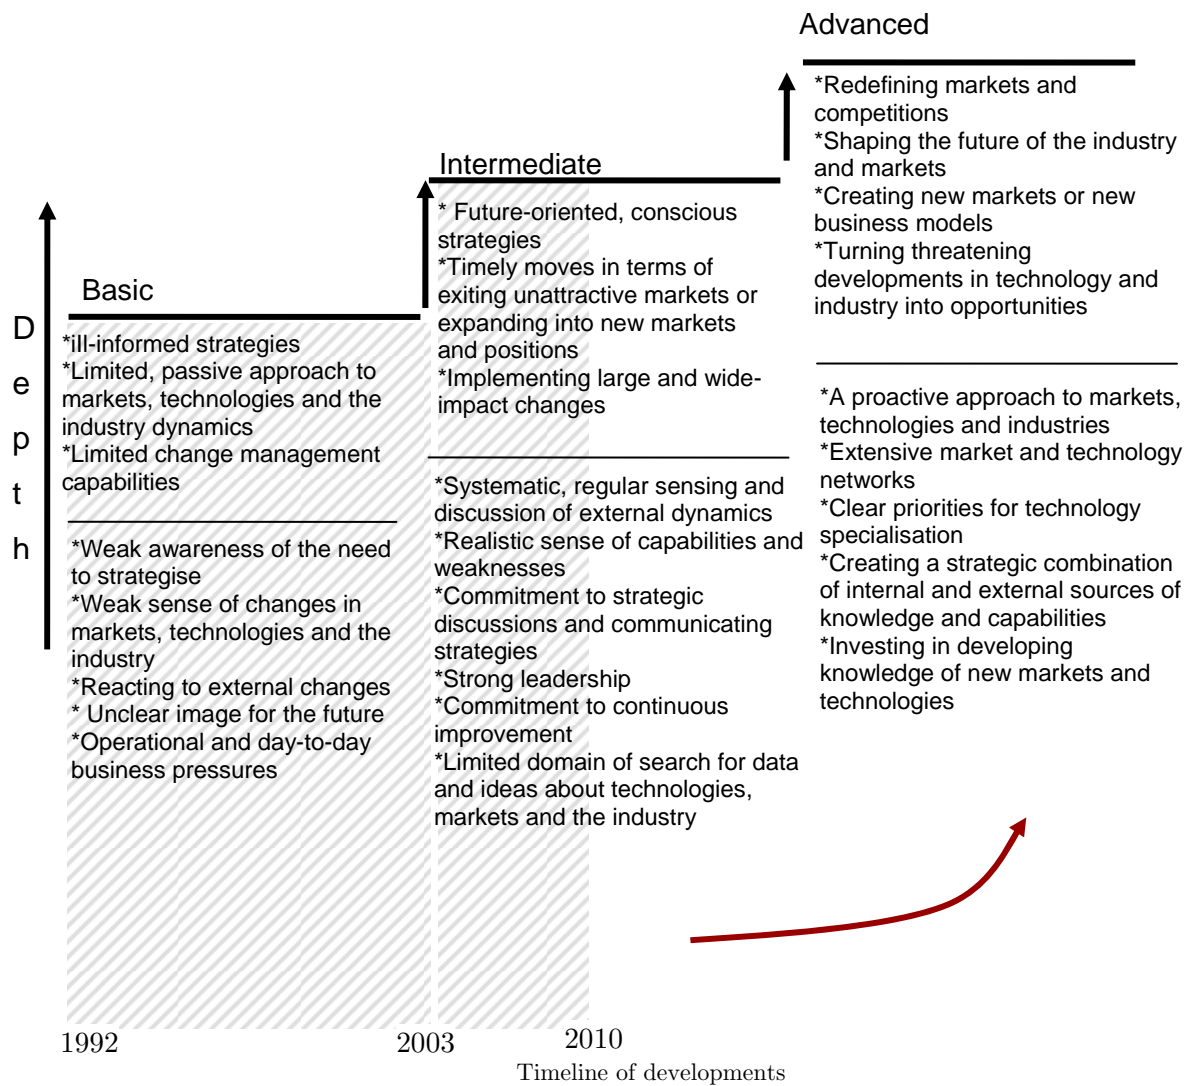 Advanced
*Redefining markets and
competitions
*Shaping the future of the industry
and markets
*Creating new markets or new
business models
*Turning threatening
developments in technology and
industry into opportunities
*A proactive approach to markets,
technologies and industries
*Extensive market and technology
networks
*Clear priorities for technology
specialisation
*Creating a strategic combination
of internal and external sources of
knowledge and capabilities
*Investing in developing
knowledge of new markets and
technologies
Intermediate
* Future-oriented, conscious
strategies
*Timely moves in terms of
exiting unattractive markets or
expanding into new markets
and positions
*Implementing large and wide-
impact changes
*Systematic, regular sensing and
discussion of external dynamics
*Realistic sense of capabilities and
weaknesses
*Commitment to strategic
discussions and communicating
strategies
*Strong leadership
*Commitment to continuous
improvement
*Limited domain of search for data
and ideas about technologies,
markets and the industry
Basic
*ill-informed strategies
*Limited, passive approach to
markets, technologies and the
industry dynamics
*Limited change management
capabilities
*Weak awareness of the need
to strategise
*Weak sense of changes in
markets, technologies and the
industry
*Reacting to external changes
* Unclear image for the future
*Operational and day-to-day
business pressures
D
e
p
t
h
1992
2003
2010
Timeline of developments